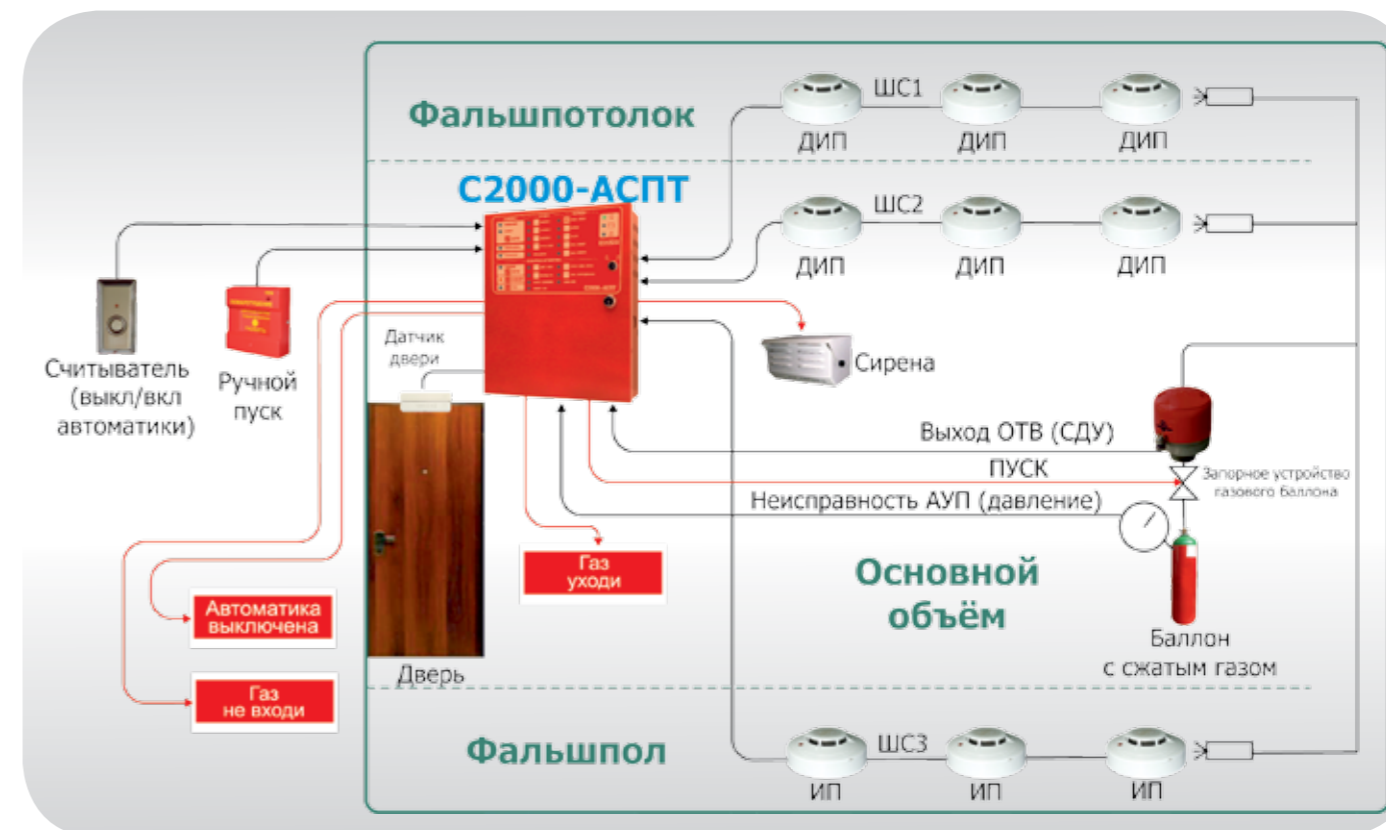 Фальшпотолок
ШС1
ДИП
ДИП
ДИП
С2000-АСПТ
ШС2
ДИП
ДИП
ДИП
Считыватель
(выкл/вкл
автоматики)
Ручной
пуск
Датчик
двери
Сирена
Выход ОТВ (СДУ)
ПУСК
Запорное устройство
газового баллона
Неисправность АУП (давление)
Газ
уходи
Основной
объём
Автоматика
выключена
Баллон
с сжатым газом
Дверь
Газ
не входи
Фальшпол
ШС3
ИП
ИП
ИП